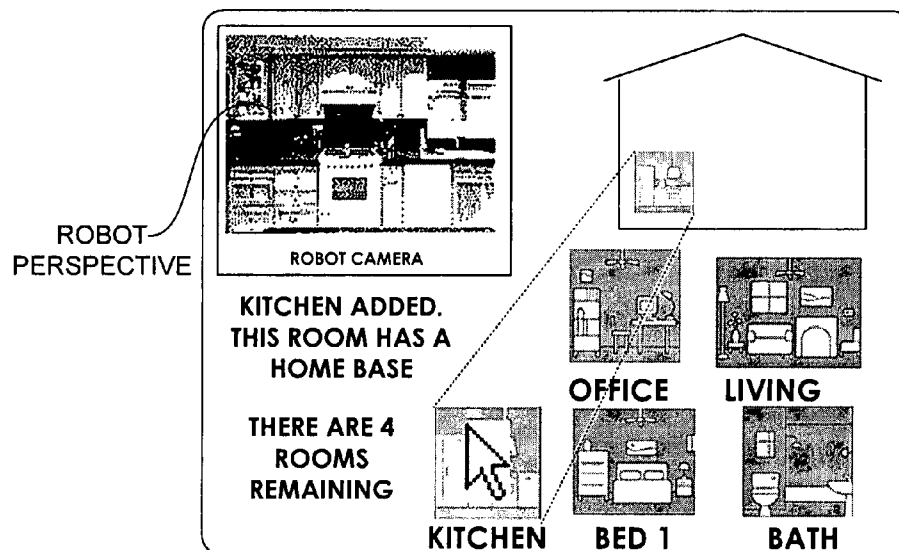 ROBOT
PERSPECTIVE
ROBOT CAMERA
KITCHEN ADDED.
THIS ROOM HAS A
HOME BASE
THERE ARE 4
ROOMS
REMAINING
OFFICE
LIVING
KITCHEN
BED 1
BATH